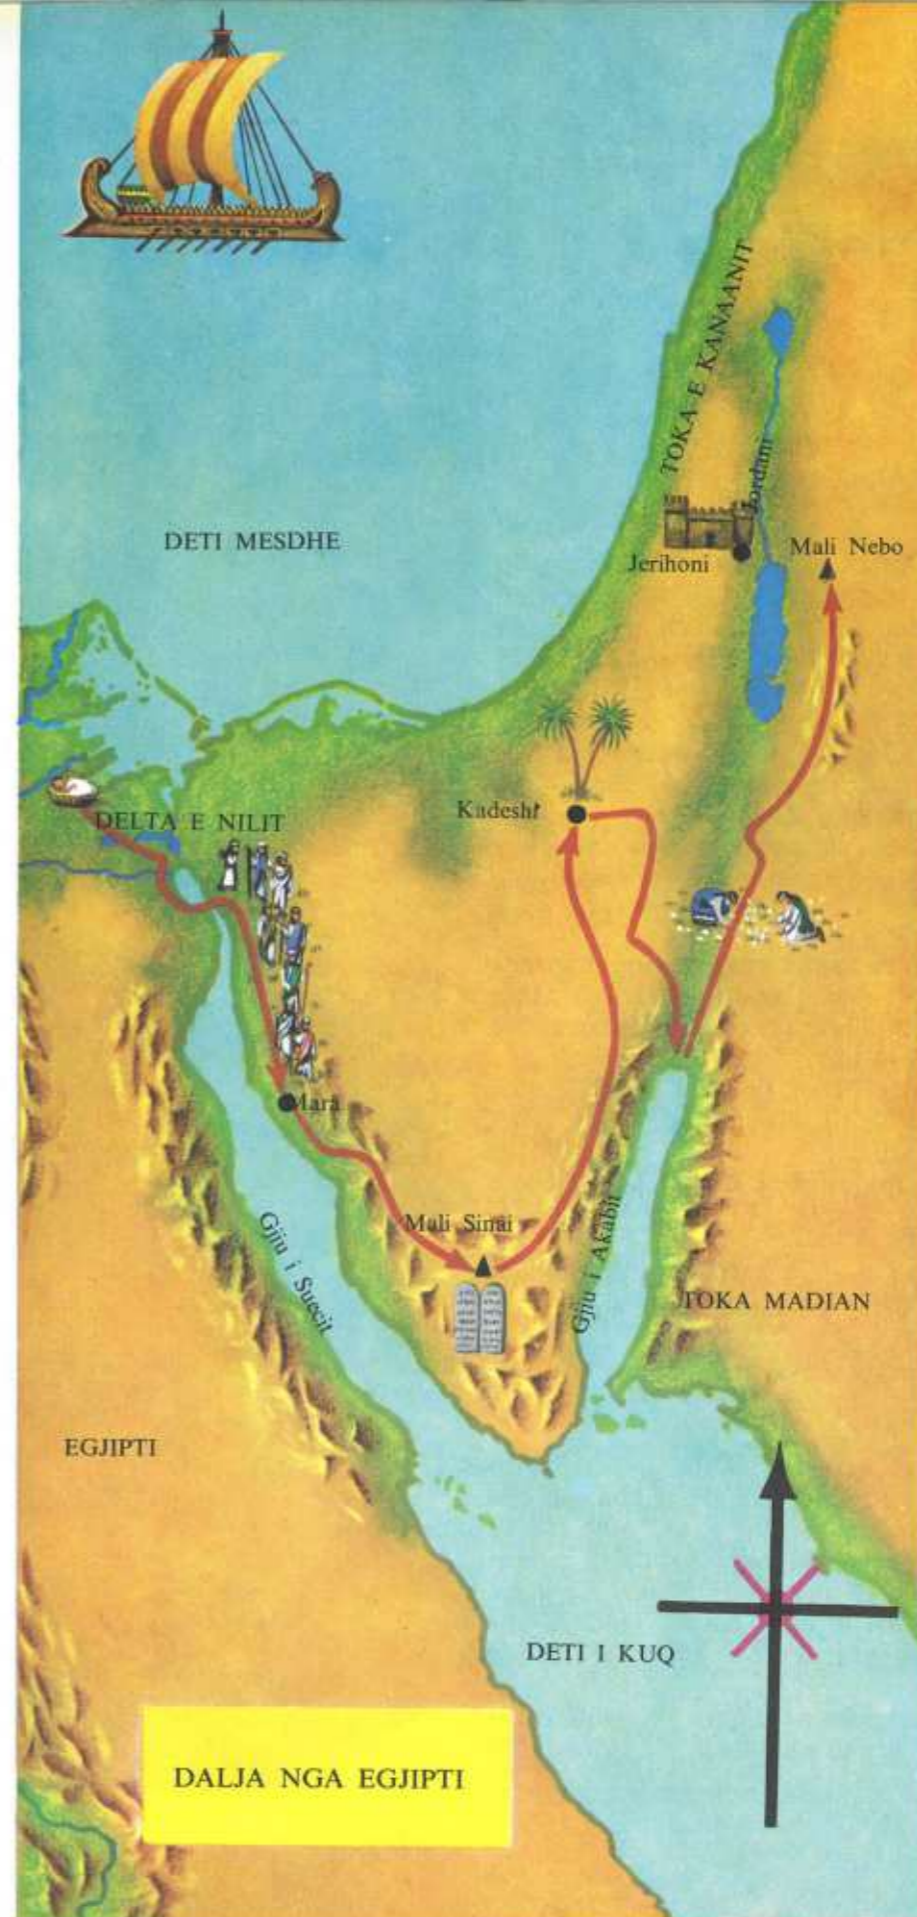 TOKA E KANAANIT
Jordani
DETI MESDHE
Mali Nebo
Jerihoni
Kadeshi
DELTA E NILIT
Mara
Mali Sinai
Gjiu i Suecit
Gjiu i Akabit
TOKA MADIAN
EGJIPTI
DETI I KUQ
DALJA NGA EGJIPTI